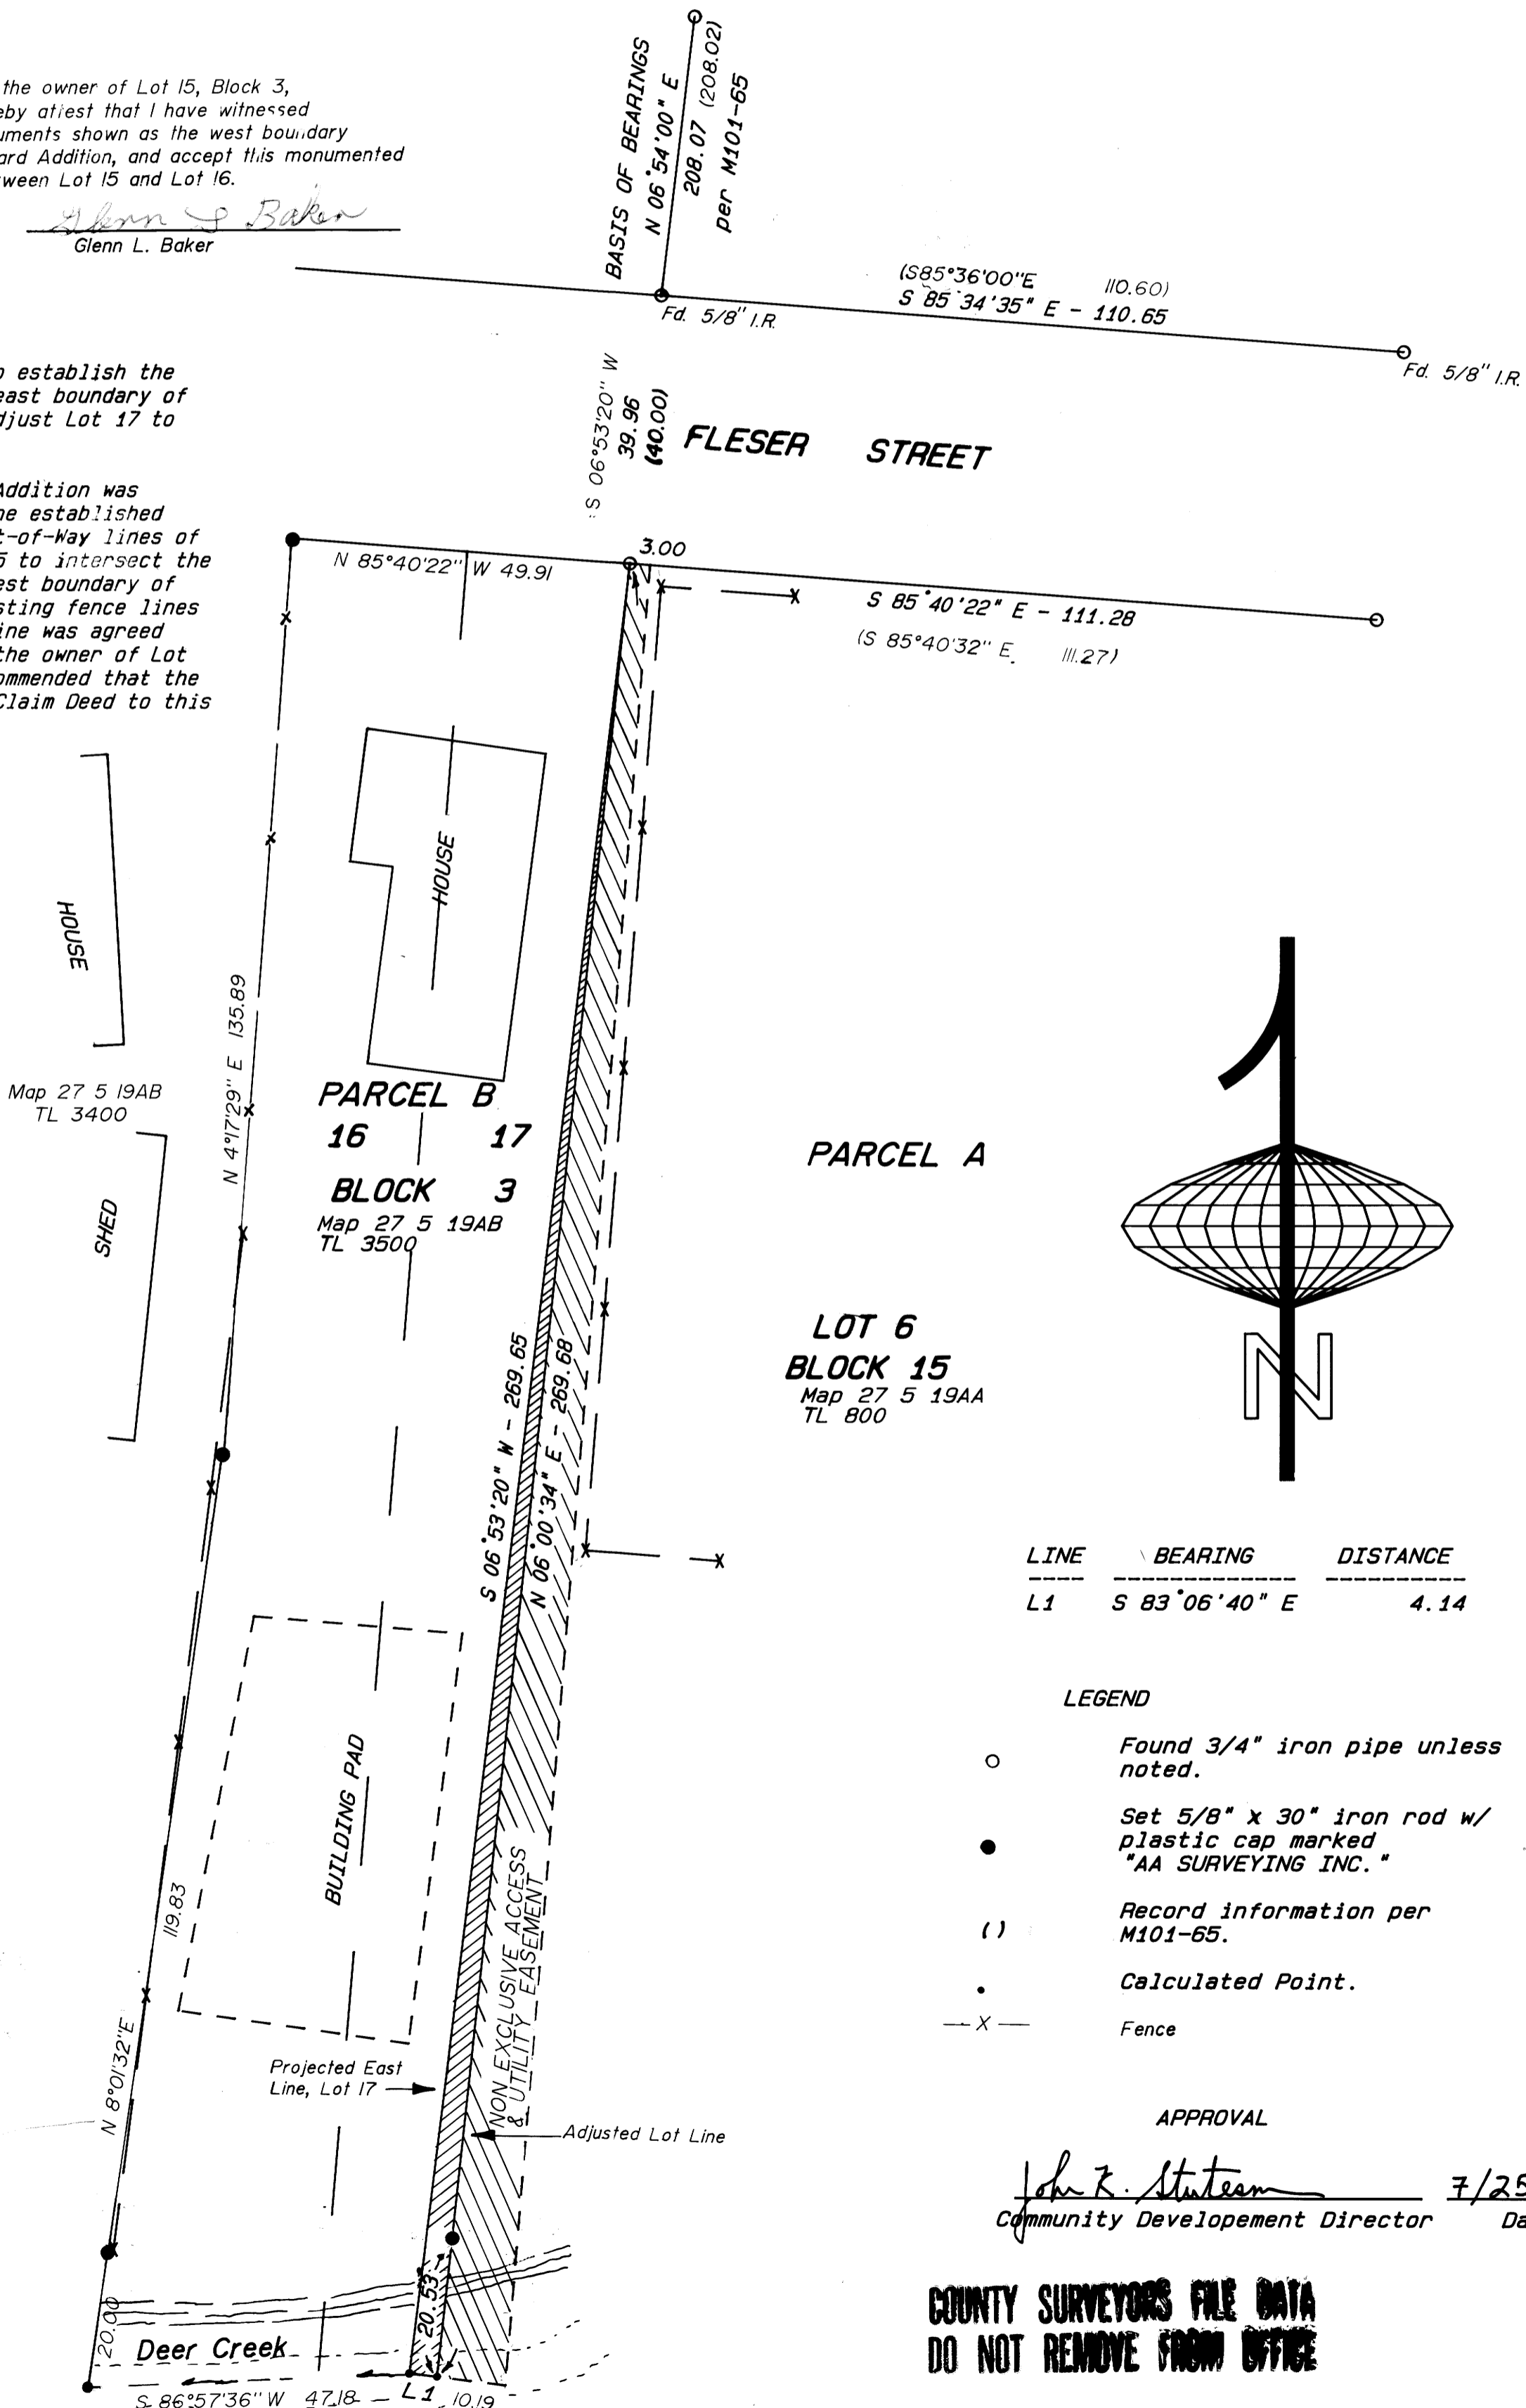 the owner of Lot 15, Block 3,
eby attest that I have witnessed
uments shown as the west boundary
ard Addition, and accept this monumented
ween Lot 15 and Lot 16.
Glenn L Baker
Glenn L. Baker
BASIS OF BEARINGS
N 06°54'00" E
208.07 (208.02)
per M101-65
(S85°36'00"E 110.60)
S 85°34'35" E - 110.65
Fd. 5/8" I.R.
Fd. 5/8" I.R.
o establish the
east boundary of
djust Lot 17 to
S 06°53'20" W
39.96
(40.00)
FLESER STREET
Addition was
ne established
t-of-Way lines of
5 to intersect the
est boundary of
sting fence lines
ine was agreed
the owner of Lot
ommended that the
Claim Deed to this
N 85°40'22" W 49.91
3.00
S 85°40'22" E - 111.28
(S 85°40'32" E. 111.27)
HOUSE
HOUSE
N 4°17'29" E 135.89
Map 27 5 19AB
TL 3400
SHED
PARCEL B
16 17
BLOCK 3
Map 27 5 19AB
TL 3500
PARCEL A
LOT 6
BLOCK 15
Map 27 5 19AA
TL 800
N
S 06°53'20" W - 269.65
N 06°00'34" E - 269.68
LINE BEARING DISTANCE
L1 S 83°06'40" E 4.14
LEGEND
Found 3/4" iron pipe unless
noted.
Set 5/8" x 30" iron rod w/
plastic cap marked
"AA SURVEYING INC."
( ) Record information per
M101-65.
Calculated Point.
— X — Fence
BUILDING PAD
119.83
N 8°01'32"E
NON EXCLUSIVE ACCESS
& UTILITY EASEMENT
Projected East
Line, Lot 17
Adjusted Lot Line
APPROVAL
John K. Stutesm
7/25
Community Developement Director Da
20.53
20.00
Deer Creek
S 86°57'36" W 47.18 L1 10.19
COUNTY SURVEYORS FILE DATA
DO NOT REMOVE FROM OFFICE